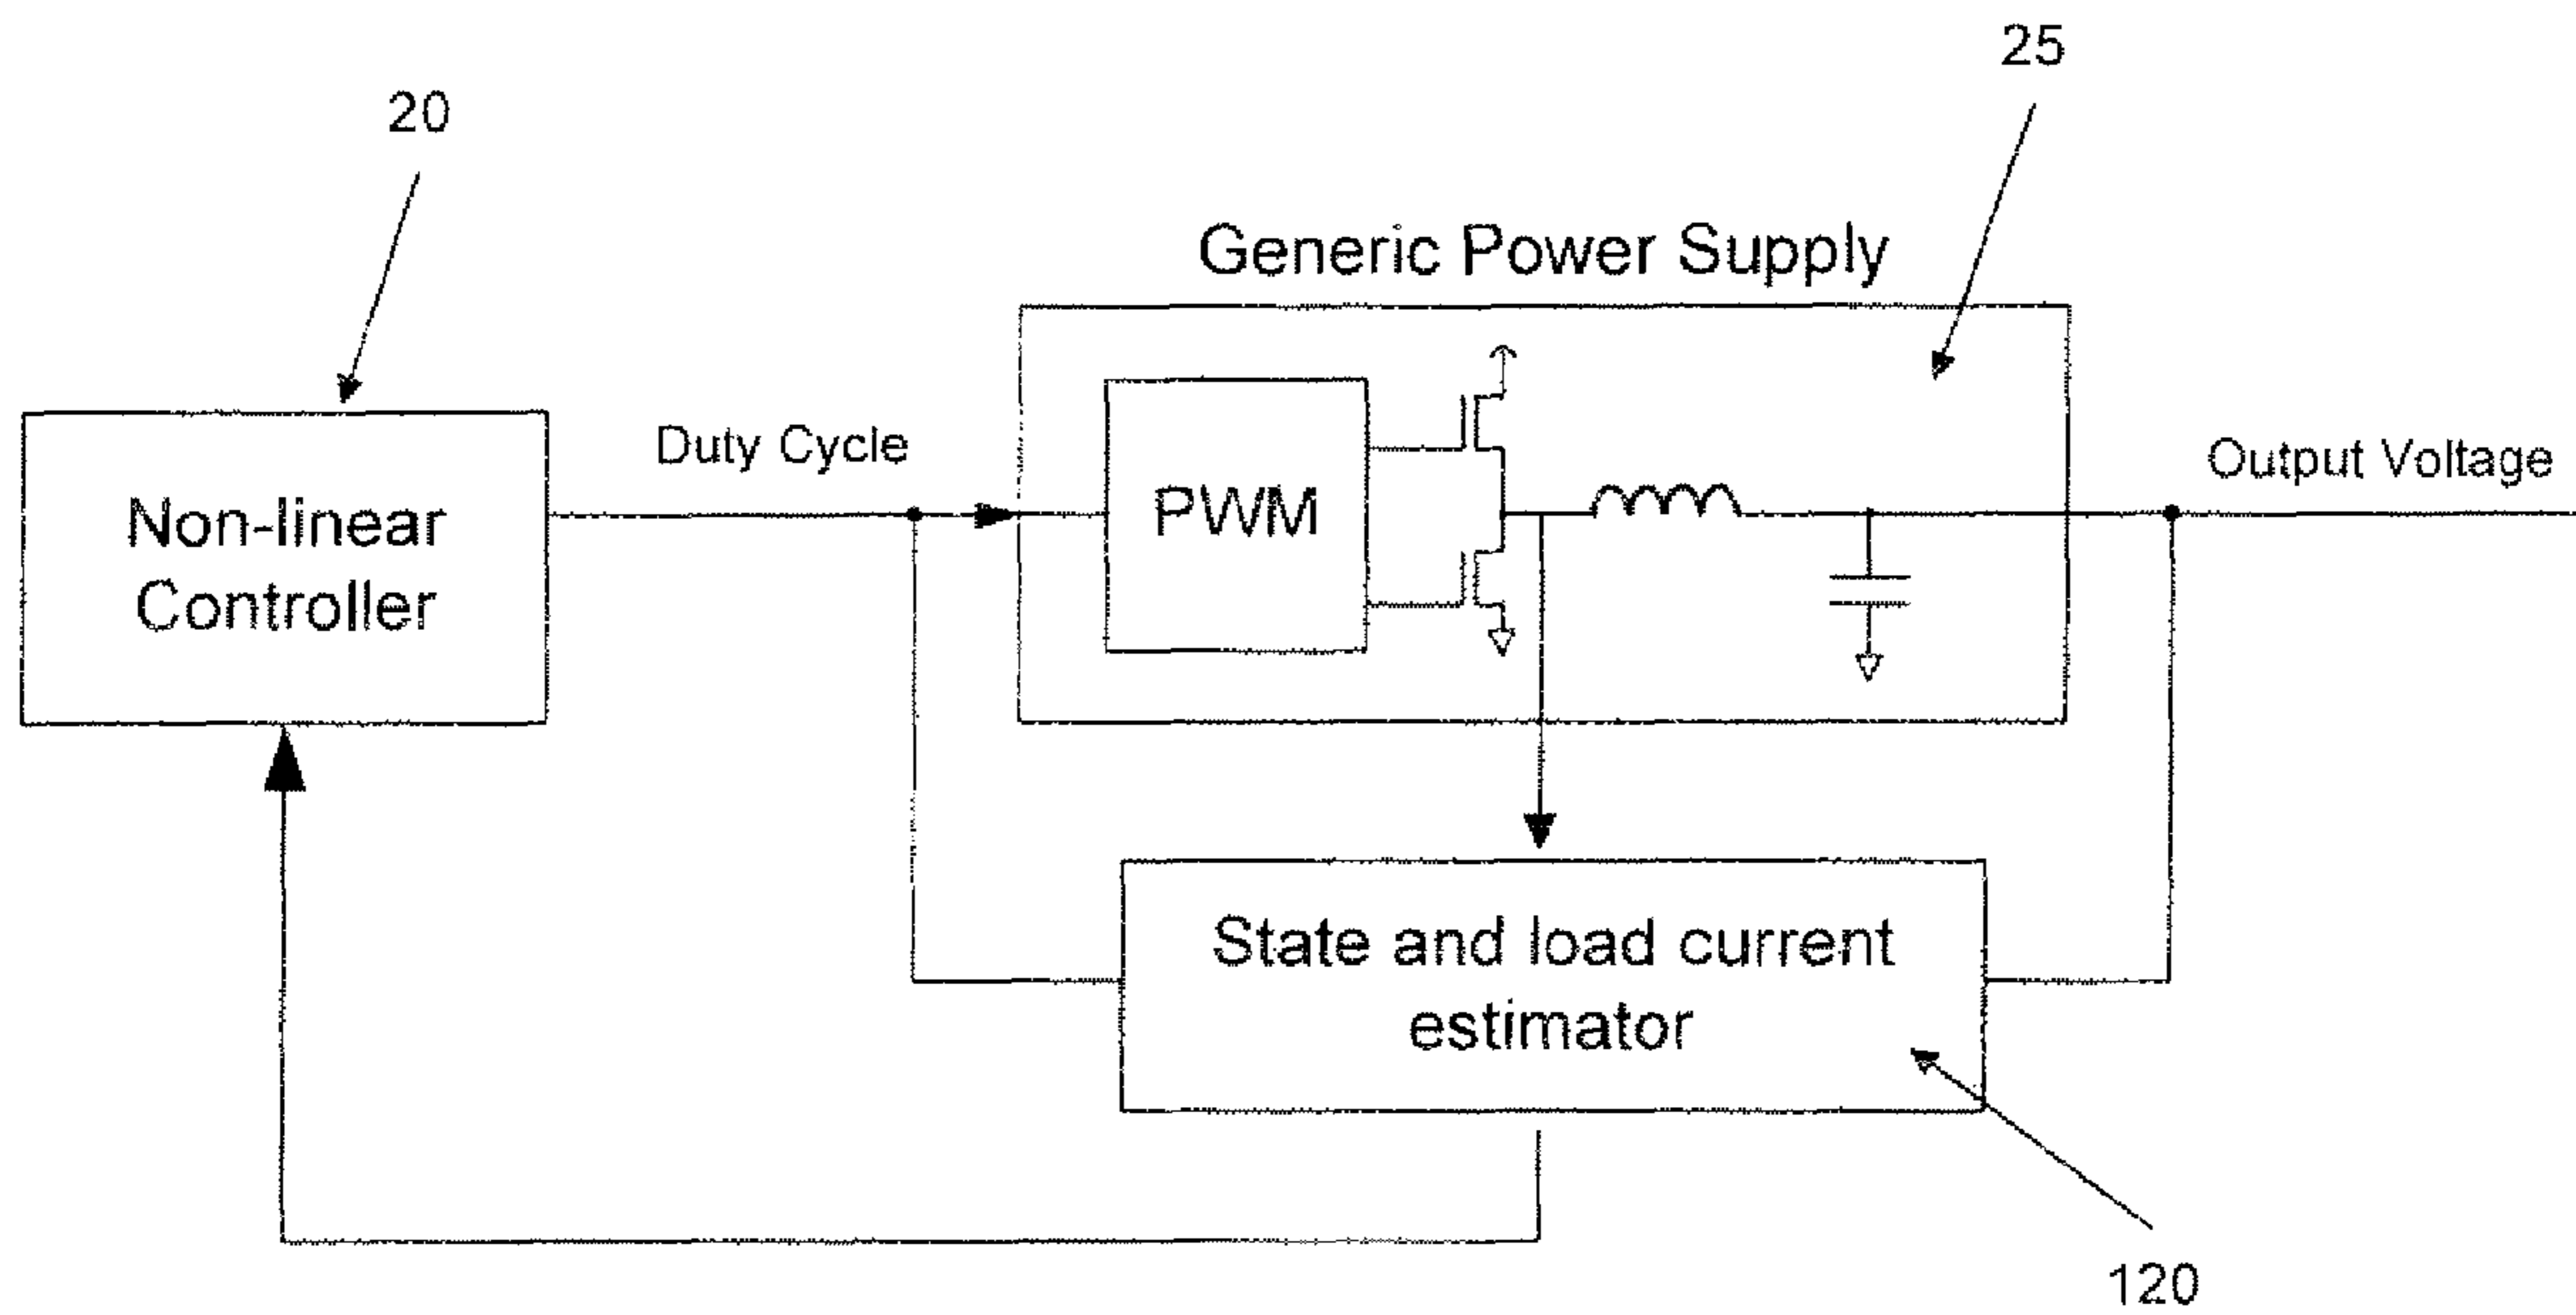 25
20
Generic Power Supply
Duty Cycle
Output Voltage
Non-linear
Controller
PWM
State and load current
estimator
120